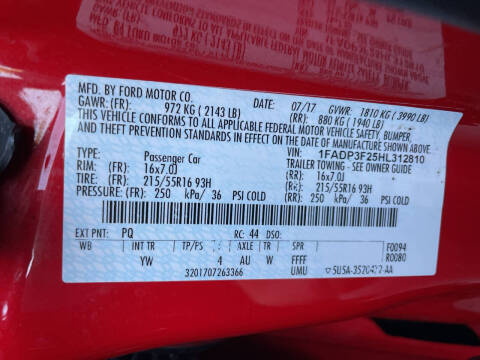 MFD. BY FORD MOTOR CO.
DATE: 07/17 GVWR: 1810 KG ( 3990 LB)
GAWR: (FR): 972 KG ( 2143 LB) (RR): 880 KG ( 1940 LB)
THIS VEHICLE CONFORMS TO ALL APPLICABLE FEDERAL MOTOR VEHICLE SAFETY, BUMPER,
AND THEFT PREVENTION STANDARDS IN EFFECT ON THE DATE OF MANUFACTURE SHOWN ABOVE.
VIN: 1FADP3F25HL312810
TYPE: Passenger Car TRAILER TOWING - SEE OWNER GUIDE
RIM: (FR): 16x7.0J (RR): 16x7.0J
TIRE: (FR): 215/55R16 93H (RR): 215/55R16 93H
PRESSURE: (FR): 250 kPa/ 36 PSI COLD (RR): 250 kPa/ 36 PSI COLD
EXT PNT: PQ RC: 44 DSO:
WB INT TR TP/PS AXLE TR SPR F0094
YW 4 AU W FFFF R0080
3201707263366 UMU